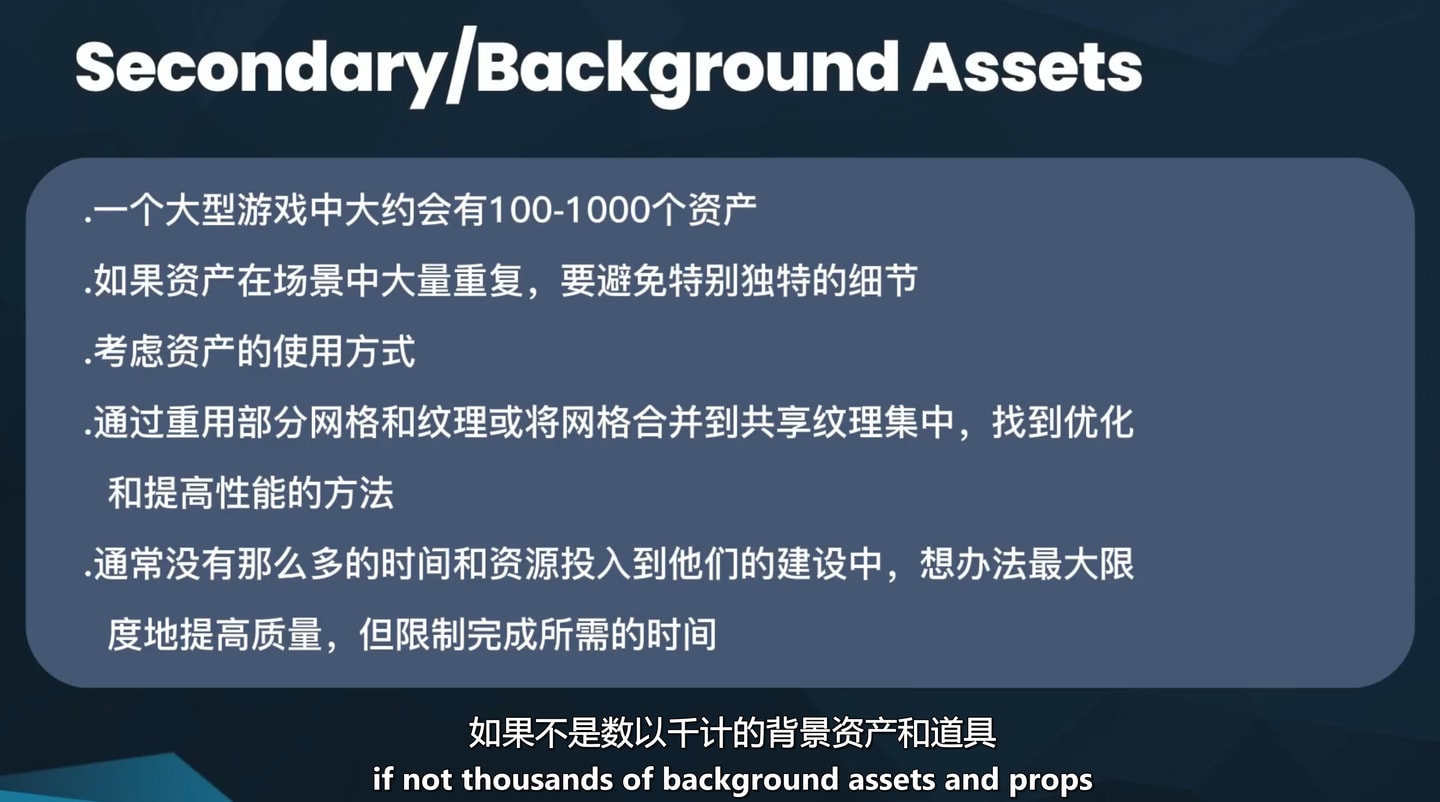 Secondary/Background Assets
.一个大型游戏中大约会有100-1000个资产
.如果资产在场景中大量重复，要避免特别独特的细节
.考虑资产的使用方式
.通过重用部分网格和纹理或将网格合并到共享纹理集中，找到优化
和提高性能的方法
.通常没有那么多的时间和资源投入到他们的建设中，想办法最大限
度地提高质量，但限制完成所需的时间
如果不是数以千计的背景资产和道具
if not thousands of background assets and props